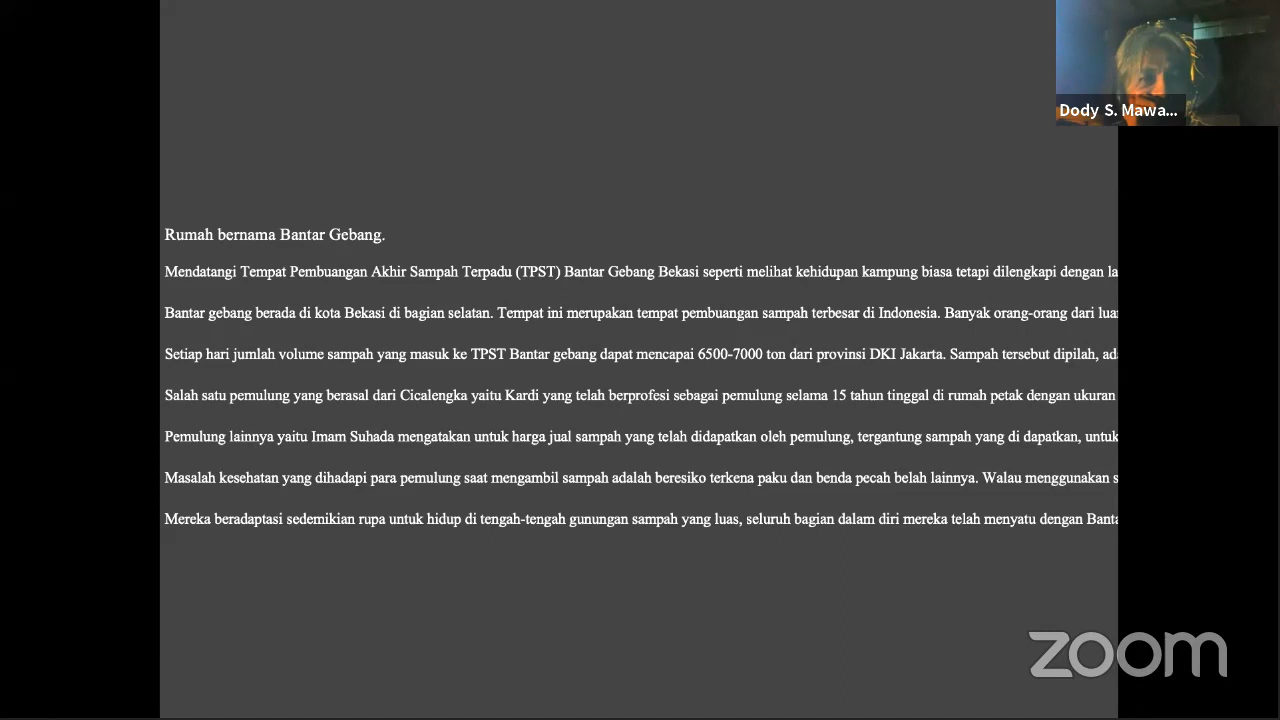 Dody S. Mawa...
Rumah bernama Bantar Gebang.
Mendatangi Tempat Pembuangan Akhir Sampah Terpadu (TPST) Bantar Gebang Bekasi seperti melihat kehidupan kampung biasa tetapi dilengkapi dengan la
Bantar gebang berada di kota Bekasi di bagian selatan. Tempat ini merupakan tempat pembuangan sampah terbesar di Indonesia. Banyak orang-orang dari lua
Setiap hari jumlah volume sampah yang masuk ke TPST Bantar gebang dapat mencapai 6500-7000 ton dari provinsi DKI Jakarta. Sampah tersebut dipilah, ad
Salah satu pemulung yang berasal dari Cicalengka yaitu Kardi yang telah berprofesi sebagai pemulung selama 15 tahun tinggal di rumah petak dengan ukuran
Pemulung lainnya yaitu Imam Suhada mengatakan untuk harga jual sampah yang telah didapatkan oleh pemulung, tergantung sampah yang di dapatkan, untuk
Masalah kesehatan yang dihadapi para pemulung saat mengambil sampah adalah beresiko terkena paku dan benda pecah belah lainnya. Walau menggunakan s
Mereka beradaptasi sedemikian rupa untuk hidup di tengah-tengah gunungan sampah yang luas, seluruh bagian dalam diri mereka telah menyatu dengan Banta
zoom